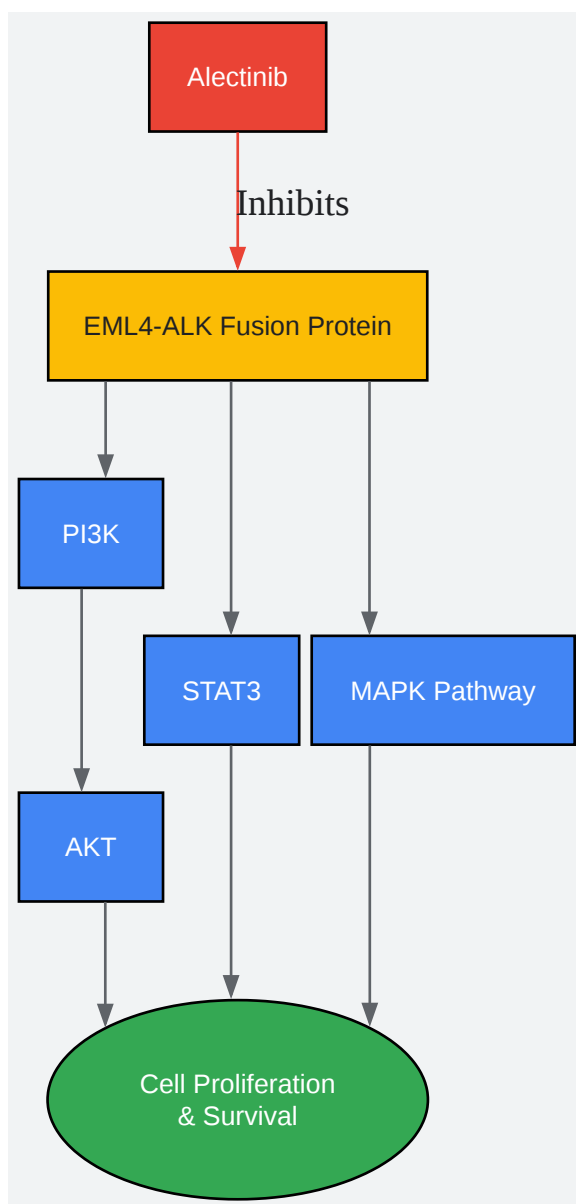 Alectinib
Inhibits
EML4-ALK Fusion Protein
PI3K
STAT3
MAPK Pathway
AKT
Cell Proliferation
& Survival